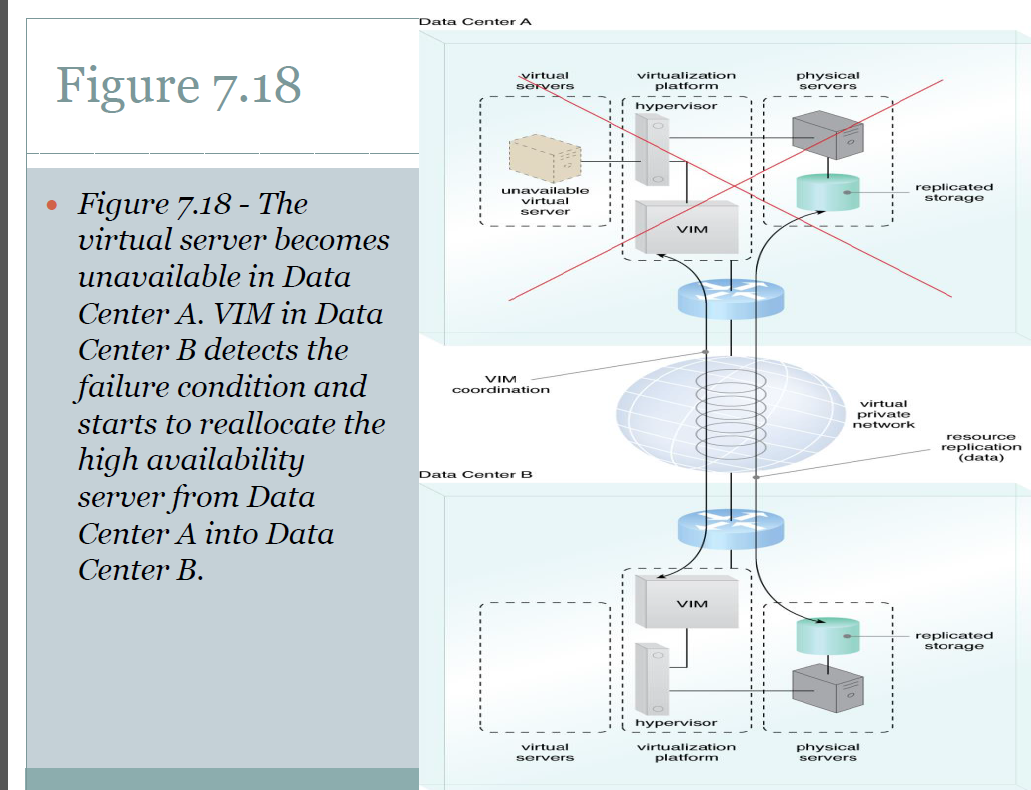 Figure 7.18
Figure 7.18 - The
virtual server becomes
unavailable in Data
Center A. VIM in Data
Center B detects the
failure condition and
starts to reallocate the
high availability
server from Data
Center A into Data
Center B.
Data Center A
virtual
servers
virtualization
platform
physical
servers
hypervisor
unavailable
virtual
server
VIM
replicated
storage
VIM
coordination
virtual
private
network
resource
replication
(data)
Data Center B
VIM
replicated
storage
hypervisor
virtual
servers
virtualization
platform
physical
servers